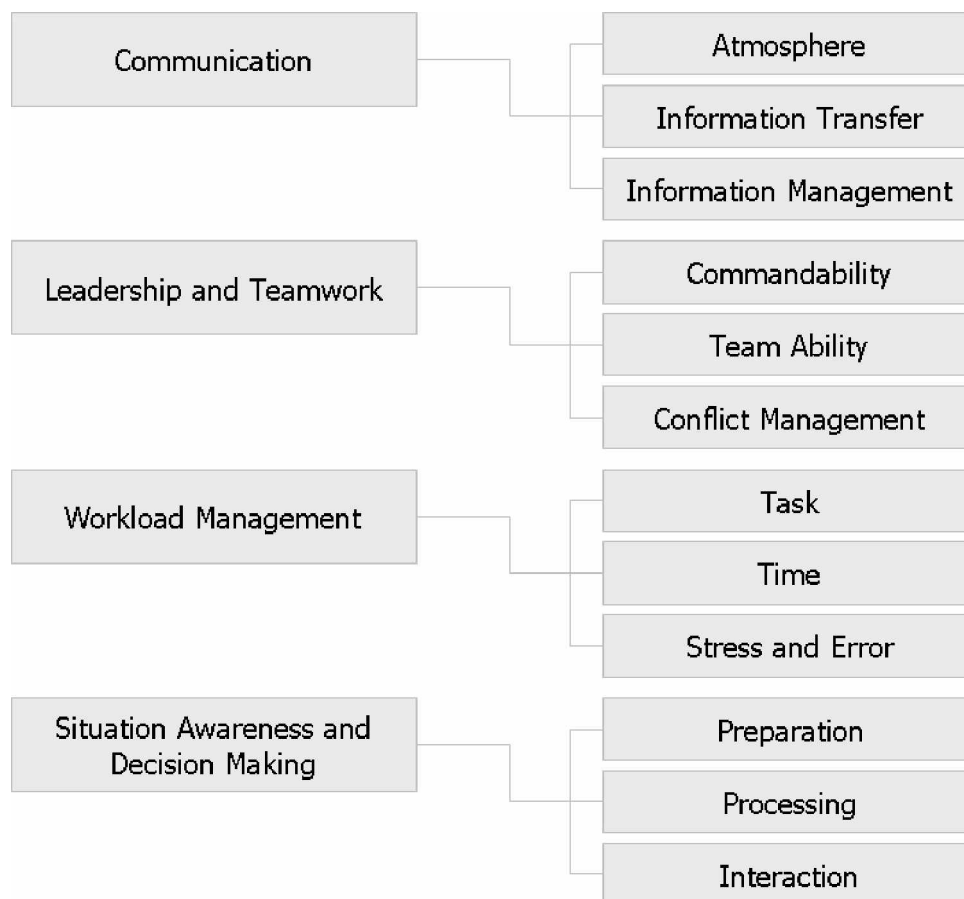 Communication
Atmosphere
Information Transfer
Information Management
Leadership and Teamwork
Commandability
Team Ability
Conflict Management
Workload Management
Task
Time
Stress and Error
Situation Awareness and
Decision Making
Preparation
Processing
Interaction